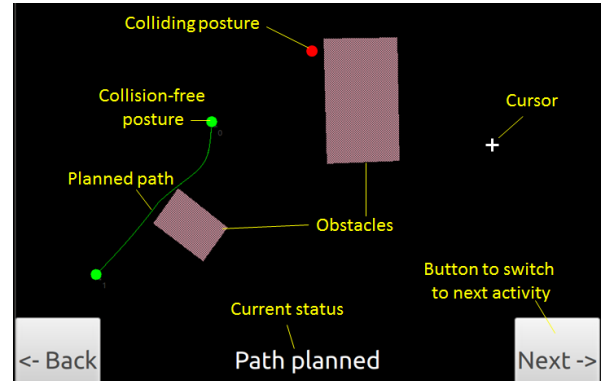 Colliding posture
Collision-free
posture
0
Cursor
Planned path
Obstacles
1
Button to switch
to next activity
Current status
<- Back
Path planned
Next ->